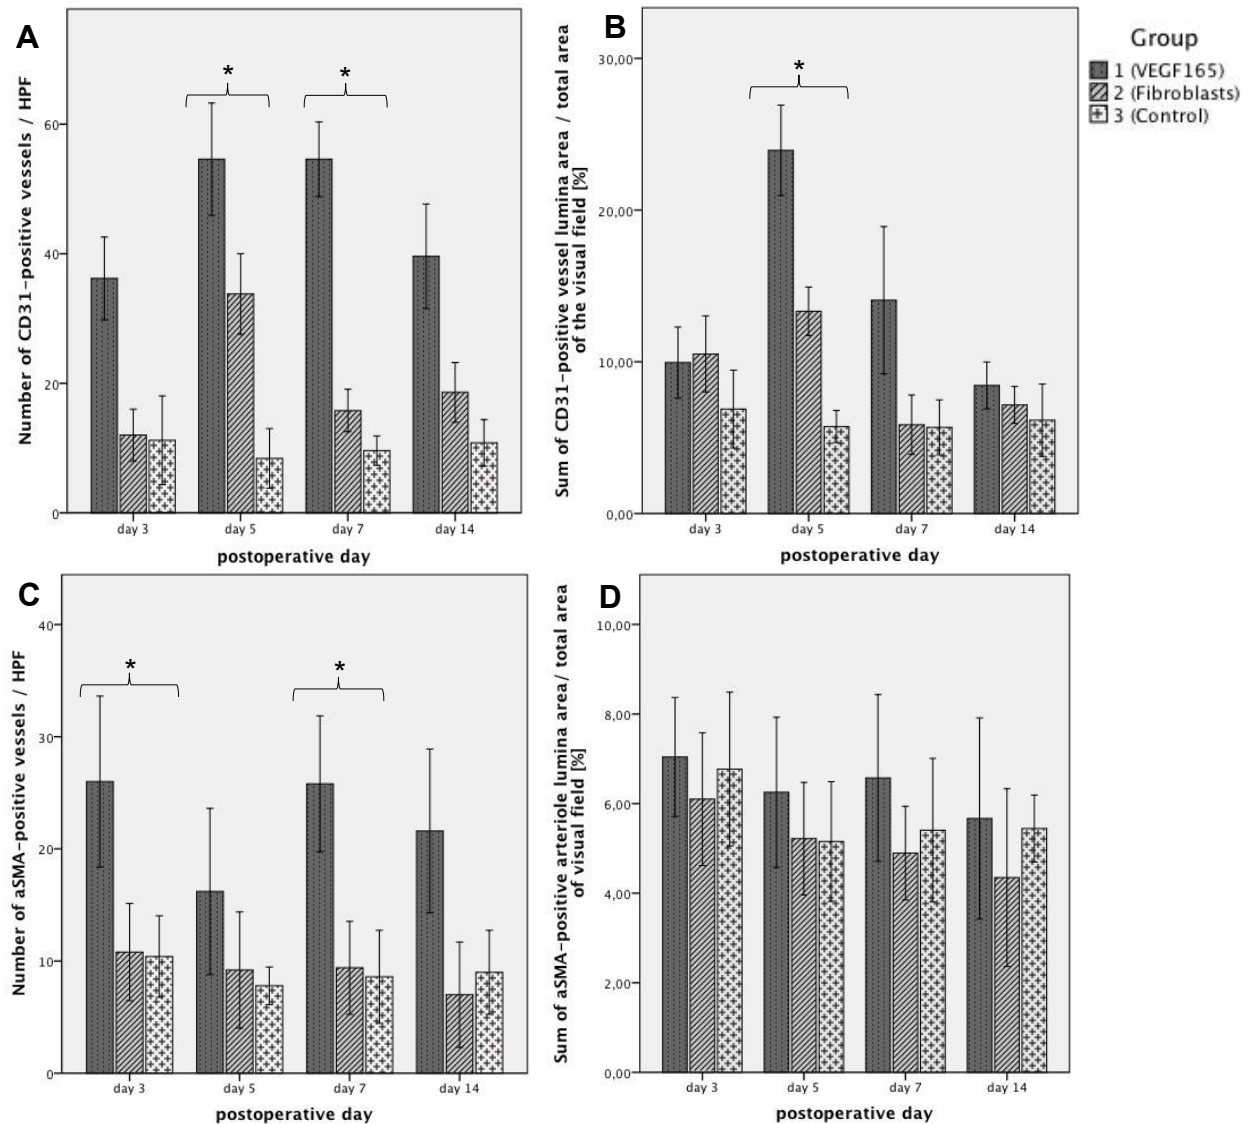 A
Number of CD31-positive vessels / HPF
60
40
20
0
*
*
day 3
day 5
day 7
day 14
postoperative day
B
Sum of CD31-positive vessel lumina area / total area
of the visual field [%]
30,00
20,00
10,00
0,00
*
day 3
day 5
day 7
day 14
postoperative day
Group
1 (VEGF165)
2 (Fibroblasts)
3 (Control)
C
Number of aSMA-positive vessels / HPF
40
30
20
10
0
*
*
day 3
day 5
day 7
day 14
postoperative day
D
Sum of aSMA-positive arteriole lumina area/ total area
of visual field [%]
10,00
8,00
6,00
4,00
2,00
0,00
day 3
day 5
day 7
day 14
postoperative day